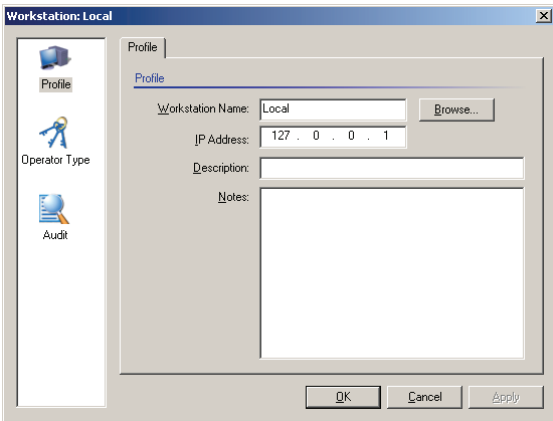 Workstation: Local
Profile
Operator Type
Audit
Profile
Profile
Workstation Name: Local Browse...
IP Address: 127 . 0 . 0 . 1
Description:
Notes:
OK Cancel Apply